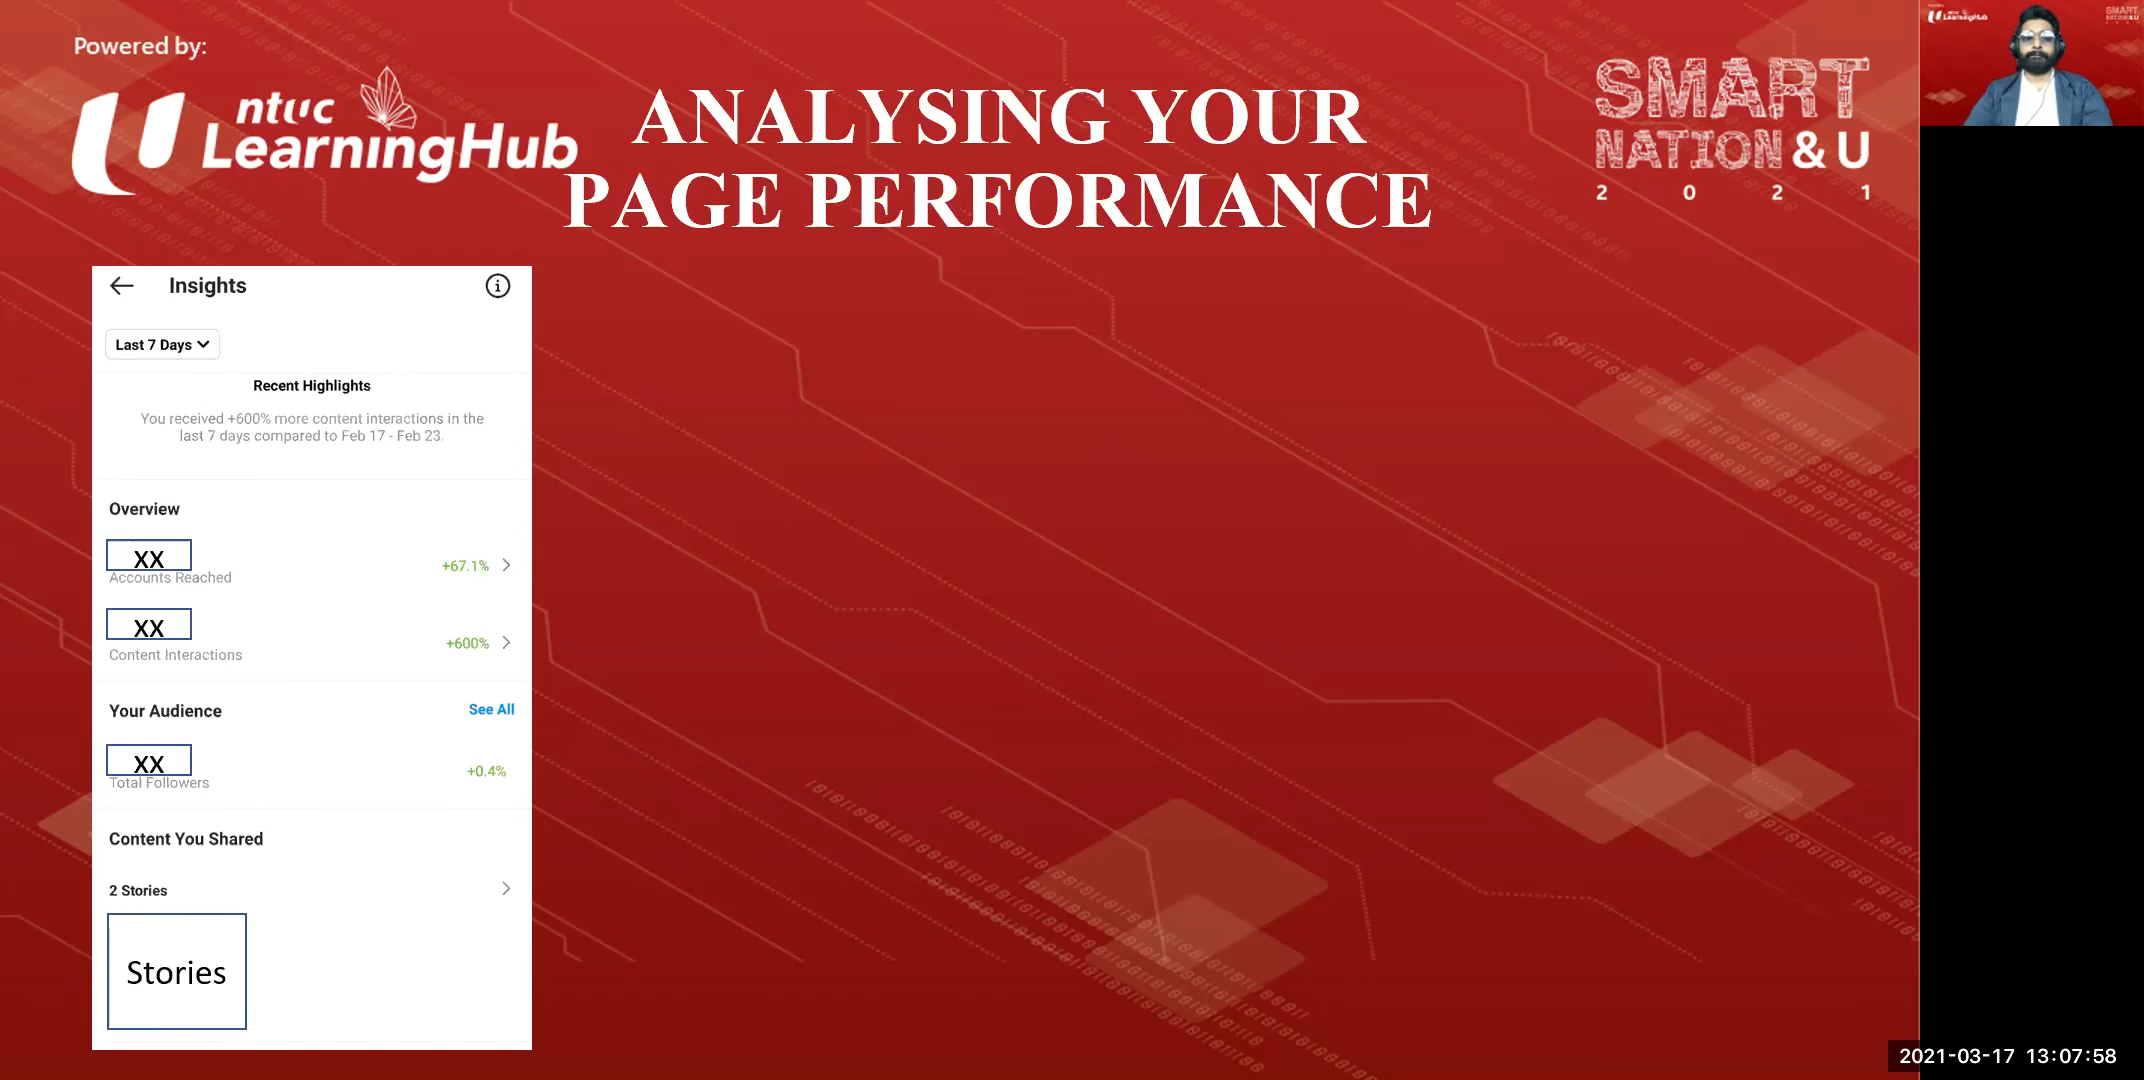 Powered by:
ntuc
LearningHub
ANALYSING YOUR
PAGE PERFORMANCE
SMART
NATION & U
2 0 2 1
LearningHub
SMART
NATION & U
Insights
Last 7 Days
Recent Highlights
You received +600% more content interactions in the
last 7 days compared to Feb 17 - Feb 23.
Overview
XX
Accounts Reached
+67.1%
XX
Content Interactions
+600%
Your Audience
See All
XX
Total Followers
+0.4%
Content You Shared
2 Stories
Stories
2021-03-17 13:07:58